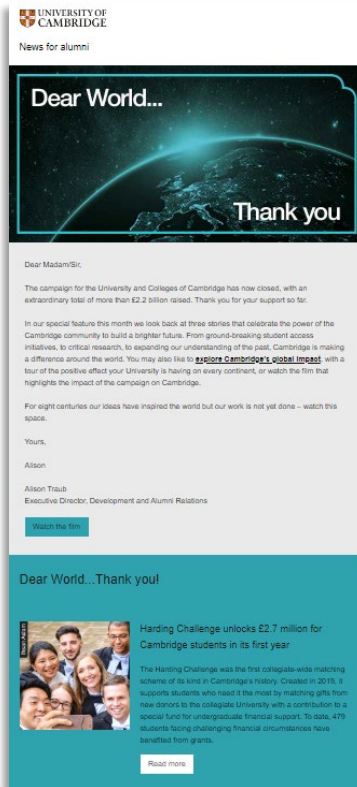 UNIVERSITY OF
CAMBRIDGE
News for alumni
Dear World...
Thank you
Dear Madam/Sir,
The campaign for the University and Colleges of Cambridge has now closed, with an
extraordinary total of more than £2.2 billion raised. Thank you for your support so far.
In our special feature this month we look back at three stories that celebrate the power of the
Cambridge community to build a brighter future. From ground-breaking student access
initiatives, to critical research, to expanding our understanding of the past, Cambridge is making
a difference around the world. You may also like to explore Cambridge's global impact, with a
tour of the positive effect your University is having on every continent, or watch the film that
highlights the impact of the campaign on Cambridge.
For eight centuries our ideas have inspired the world but our work is not yet done – watch this
space.
Yours,
Alison
Alison Traub
Executive Director, Development and Alumni Relations
Watch the film
Dear World...Thank you!
Harding Challenge unlocks £2.7 million for
Cambridge students in its first year
The Harding Challenge was the first collegiate-wide matching
scheme of its kind in Cambridge's history. Created in 2019, it
supports students who need it the most by matching gifts from
new donors to the collegiate University with a contribution to a
special fund for undergraduate financial support. To date, 479
students facing challenging financial circumstances have
benefited from grants.
Read more